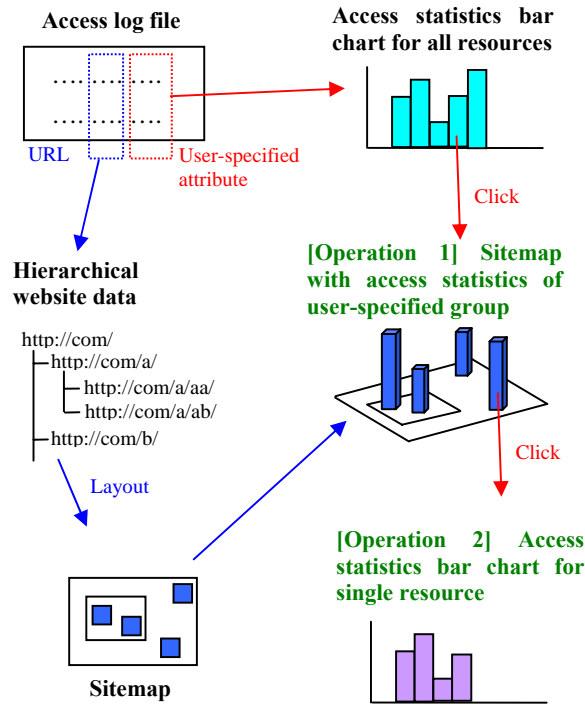 Access log file
.... .... ....
.... .... ....
URL
User-specified
attribute
Access statistics bar
chart for all resources
Click
Hierarchical
website data
http://com/
http://com/a/
http://com/a/aa/
http://com/a/ab/
http://com/b/
Layout
Sitemap
[Operation 1] Sitemap
with access statistics of
user-specified group
Click
[Operation 2] Access
statistics bar chart for
single resource